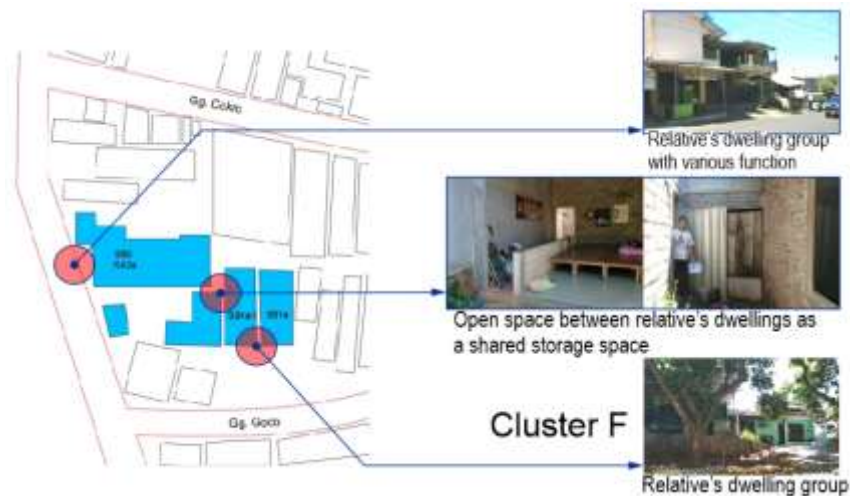 Gg. Cokro
Relative's dwelling group
with various function
Open space between relative's dwellings as
a shared storage space
Gg. Goco
Cluster F
Relative's dwelling group